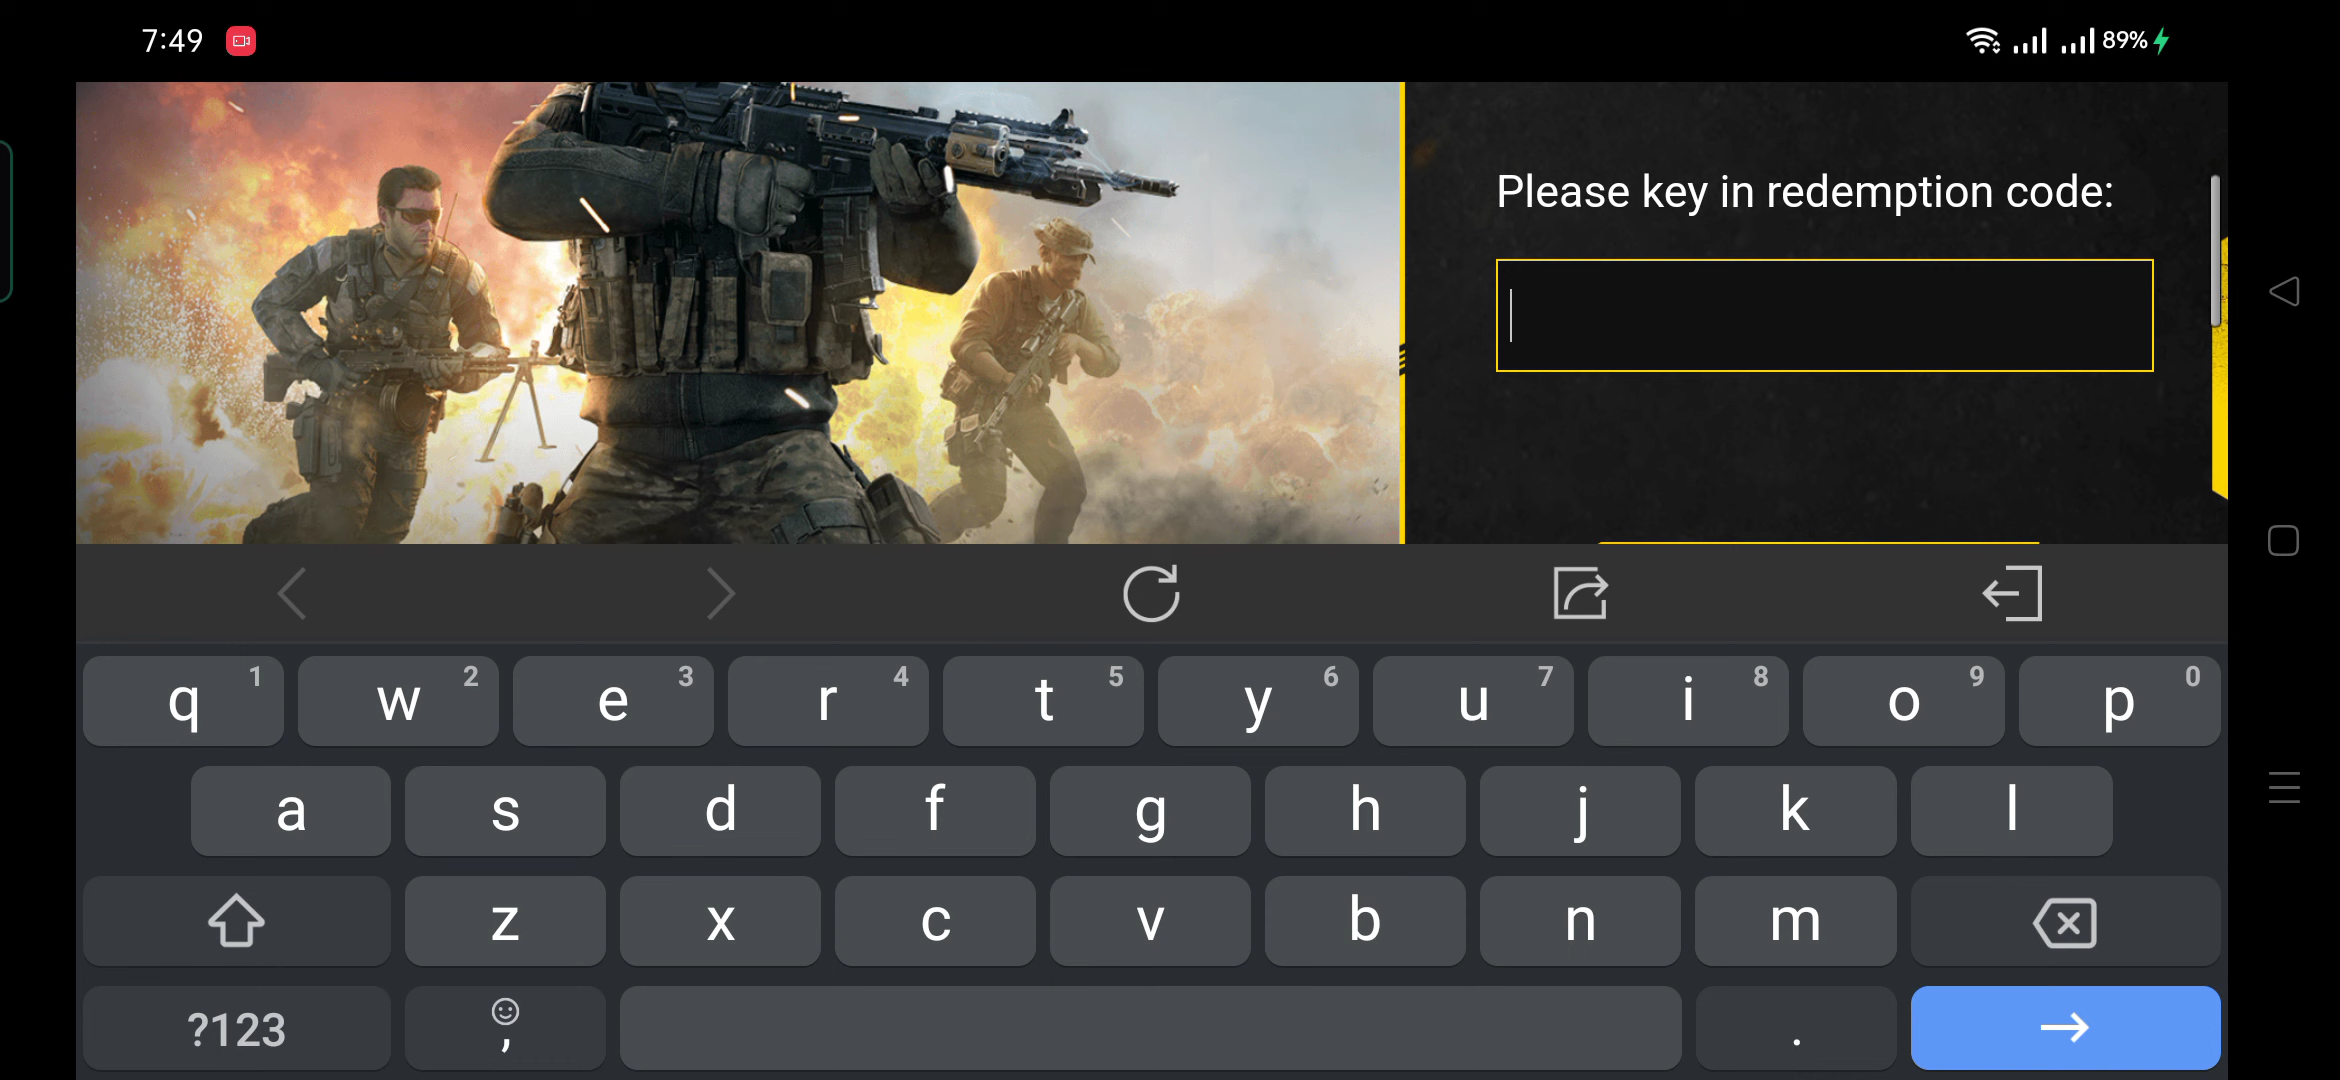 7:49
89%
Please key in redemption code:
q 1 w 2 e 3 r 4 t 5 y 6 u 7 i 8 o 9 p 0
a s d f g h j k l
z x c v b n m
?123 , .